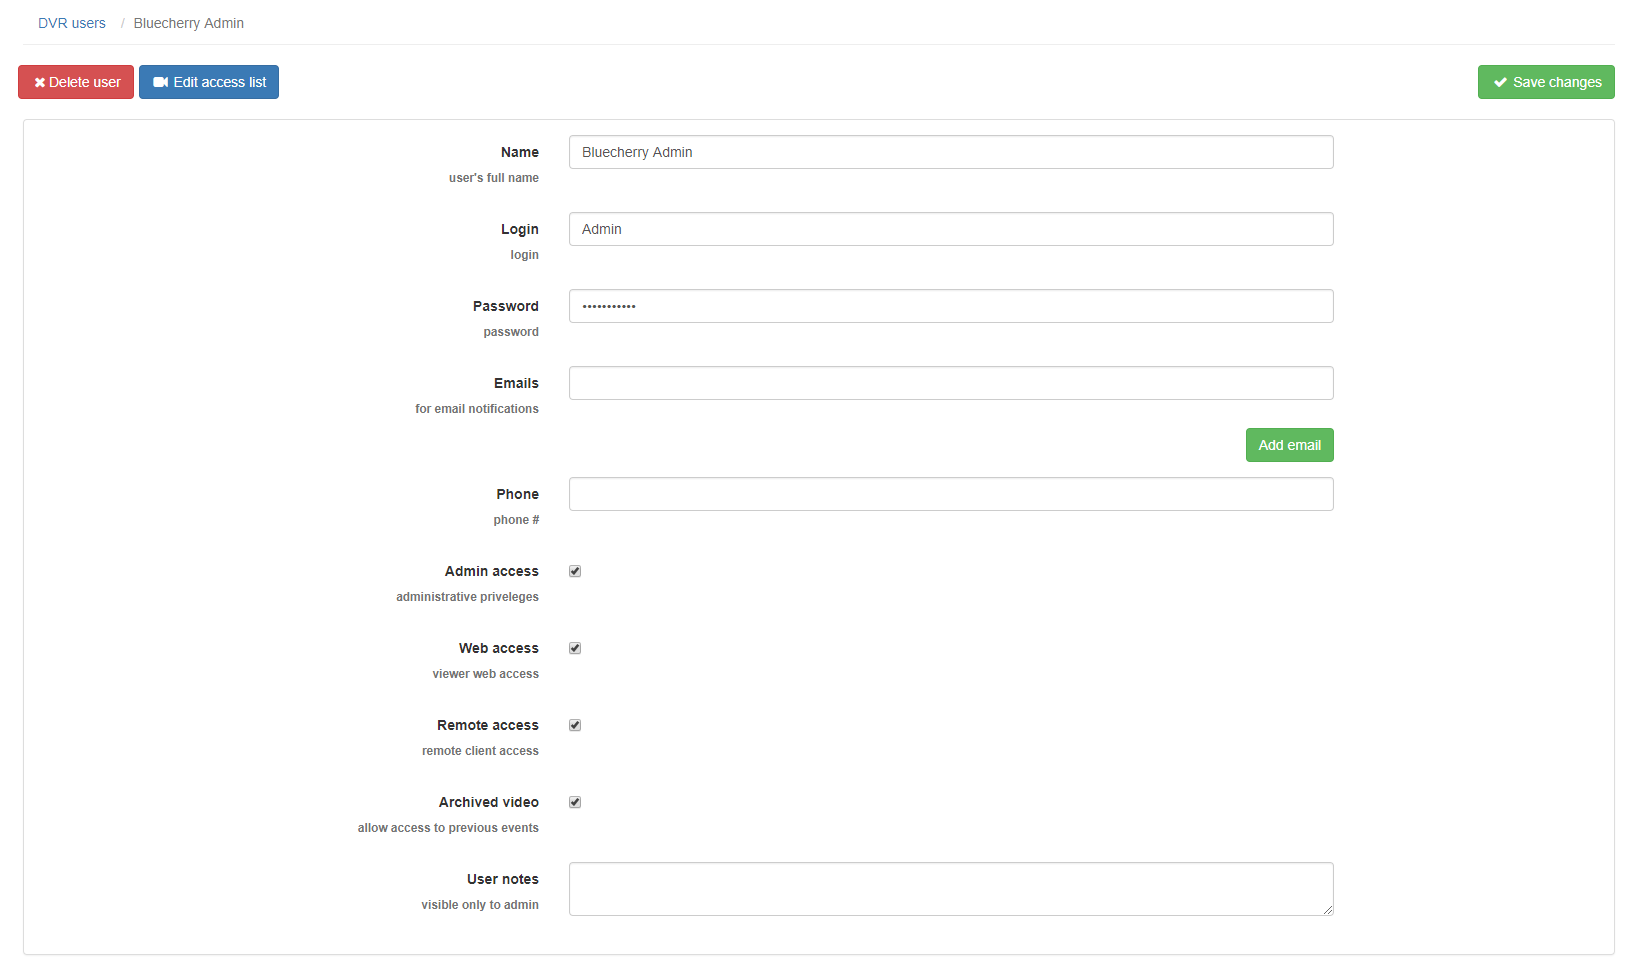 DVR users / Bluecherry Admin
Delete user Edit access list Save changes
Name Bluecherry Admin
user's full name
Login Admin
login
Password •••••••••••
password
Emails
for email notifications
Add email
Phone
phone #
Admin access
administrative priveleges
Web access
viewer web access
Remote access
remote client access
Archived video
allow access to previous events
User notes
visible only to admin